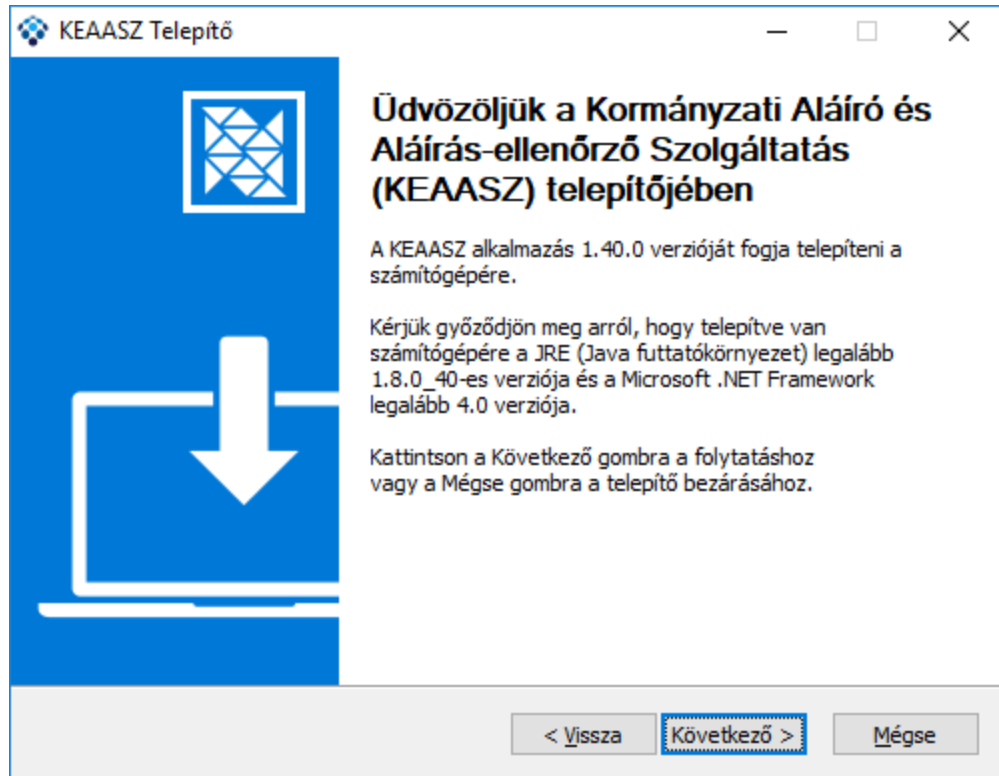 KEAASZ Telepítő
Üdvözöljük a Kormányzati Aláíró és
Aláírás-ellenőrző Szolgáltatás
(KEAASZ) telepítőjében
A KEAASZ alkalmazás 1.40.0 verzióját fogja telepíteni a
számítógépére.
Kérjük győződjön meg arról, hogy telepítve van
számítógépére a JRE (Java futtatókörnyezet) legalább
1.8.0_40-es verziója és a Microsoft .NET Framework
legalább 4.0 verziója.
Kattintson a Következő gombra a folytatáshoz
vagy a Mégse gombra a telepítő bezárásához.
< Vissza Következő > Mégse